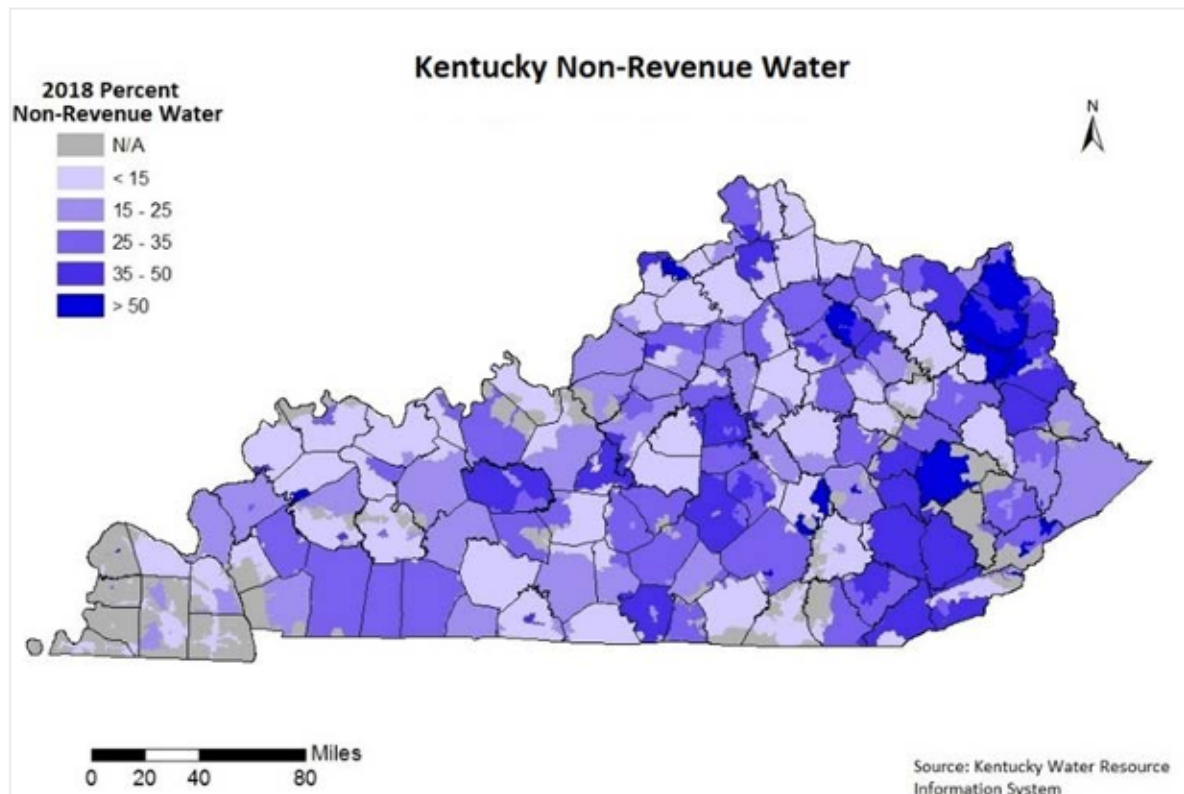 Kentucky Non-Revenue Water
2018 Percent
Non-Revenue Water
N/A
< 15
15 - 25
25 - 35
35 - 50
> 50
N
Miles
0 20 40 80
Source: Kentucky Water Resource
Information System